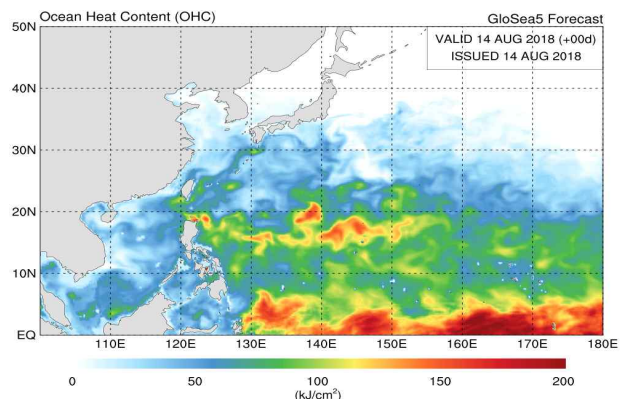 Ocean Heat Content (OHC) GloSea5 Forecast
50N
VALID 14 AUG 2018 (+00d)
ISSUED 14 AUG 2018
40N
30N
20N
10N
EQ
110E 120E 130E 140E 150E 160E 170E 180E
0 50 100 150 200
(kJ/cm²)